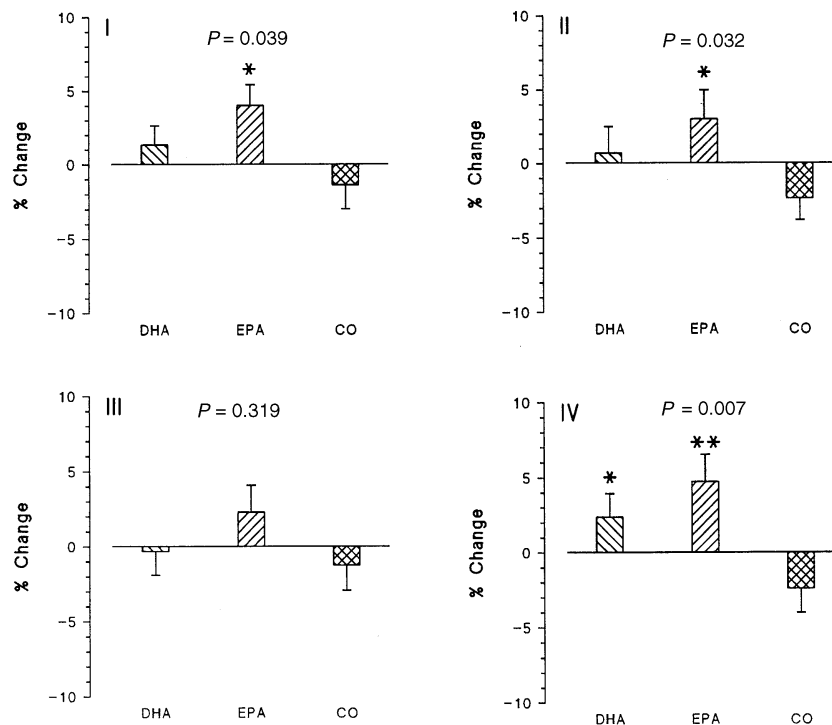 I
P = 0.039
*
10
5
0
−5
−10
% Change
DHA EPA CO
II
P = 0.032
*
10
5
0
−5
−10
% Change
DHA EPA CO
III
P = 0.319
10
5
0
−5
−10
% Change
DHA EPA CO
IV
P = 0.007
* **
10
5
0
−5
−10
% Change
DHA EPA CO